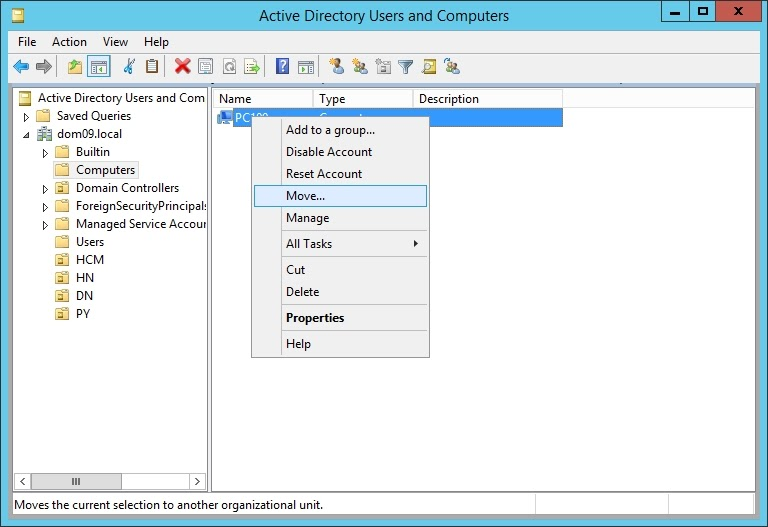 Active Directory Users and Computers
File Action View Help
Active Directory Users and Com
Saved Queries
dom09.local
Builtin
Computers
Domain Controllers
ForeignSecurityPrincipals
Managed Service Accour
Users
HCM
HN
DN
PY
Name Type Description
Add to a group...
Disable Account
Reset Account
Move...
Manage
All Tasks
Cut
Delete
Properties
Help
Moves the current selection to another organizational unit.